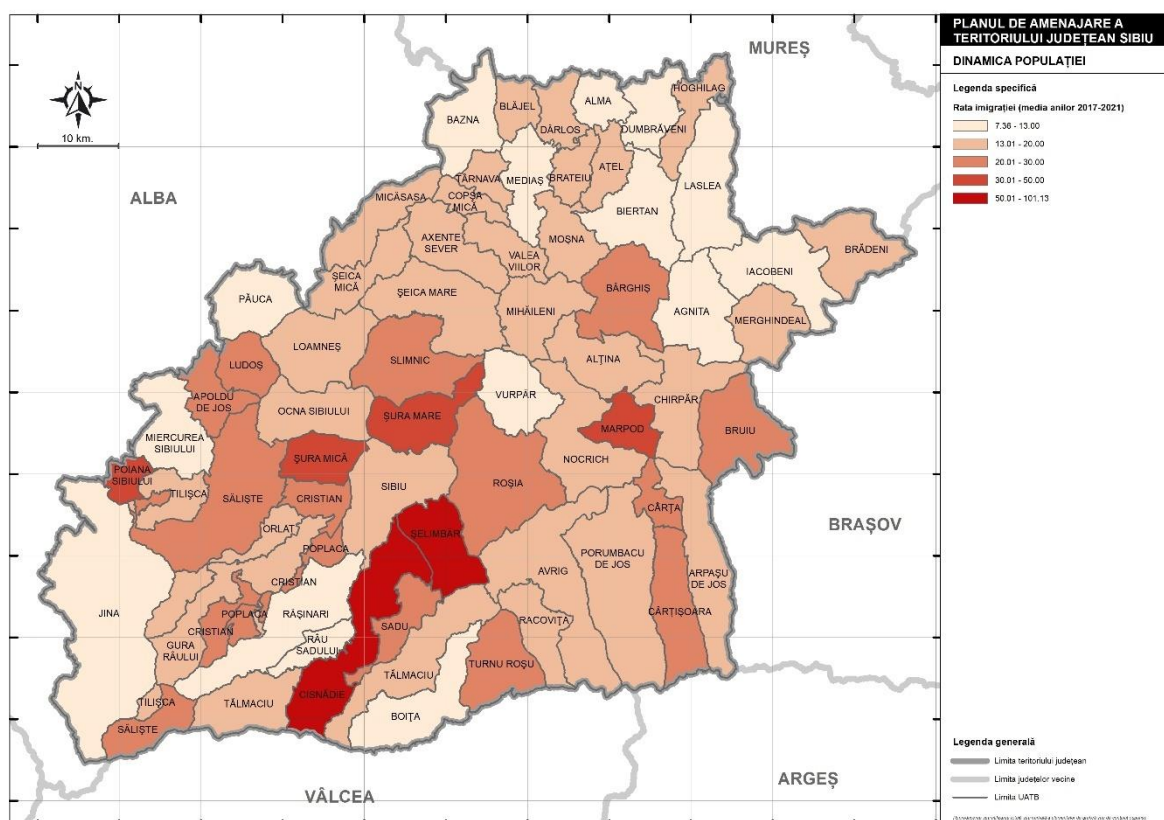 PLANUL DE AMENAJARE A
TERITORIULUI JUDEȚEAN SIBIU
DINAMICA POPULAȚIEI
Legenda specifică
Rata imigrației (media anilor 2017-2021)
7.36 - 13.00
13.01 - 20.00
20.01 - 30.00
30.01 - 50.00
50.01 - 101.13
10 km.
MUREȘ
ALBA
BRAȘOV
ARGEȘ
VÂLCEA
BAZNA
BLĂJEL
DÂRLOS
ALMA
DUMBRĂVENI
HOGHILAG
TÂRNAVA
MEDIAȘ
BRATEIU
AȚEL
LASLEA
MICĂSASA
COPȘA
MICĂ
BIERTAN
AXENTE
SEVER
VALEA
VIILOR
MOȘNA
BRĂDENI
IACOBENI
ȘEICA
MICĂ
ȘEICA MARE
BÂRGHIȘ
PĂUCA
MIHĂILENI
AGNITA
MERGHINDEAL
LOAMNEȘ
SLIMNIC
ALȚINA
LUDOȘ
APOLDU
DE JOS
VURPĂR
CHIRPĂR
OCNA SIBIULUI
ȘURA MARE
MARPOD
BRUIU
MIERCUREA
SIBIULUI
ȘURA MICĂ
NOCRICH
POIANA
SIBIULUI
TILIȘCA
SĂLIȘTE
CRISTIAN
SIBIU
ROȘIA
CÂRȚA
ORLAT
ȘELIMBĂR
POPLACA
AVRIG
PORUMBACU
DE JOS
ARPAȘU
DE JOS
CRISTIAN
JINA
POPLACA
RĂȘINARI
CÂRȚIȘOARA
CRISTIAN
SADU
RACOVIȚA
GURA
RÂULUI
RÂU
SADULUI
TURNU ROȘU
TĂLMACIU
CISNĂDIE
TILIȘCA
TĂLMACIU
BOIȚA
SĂLIȘTE
Legenda generală
Limita teritoriului județean
Limita județelor vecine
Limita UATB